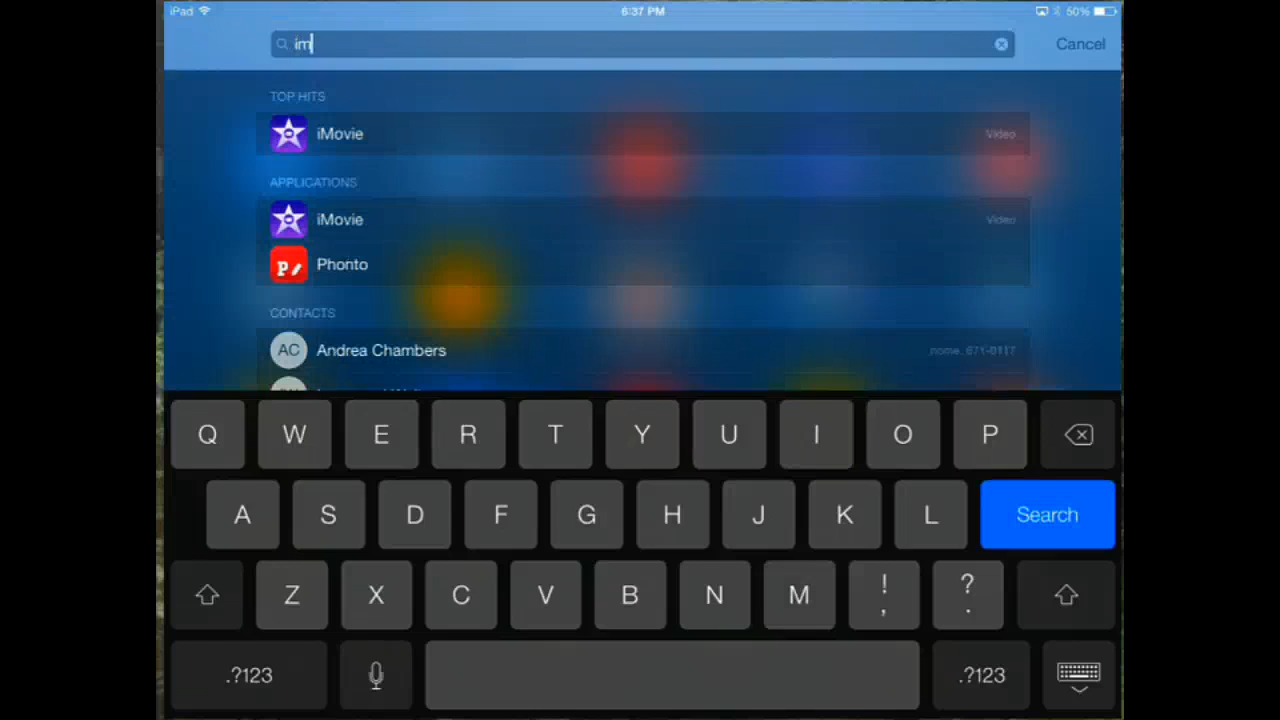 iPad 6:37 PM 50%
im Cancel
TOP HITS
iMovie Video
APPLICATIONS
iMovie Video
Phonto
CONTACTS
AC Andrea Chambers
Q W E R T Y U I O P
A S D F G H J K L Search
Z X C V B N M ! , ? .
.?123 .?123